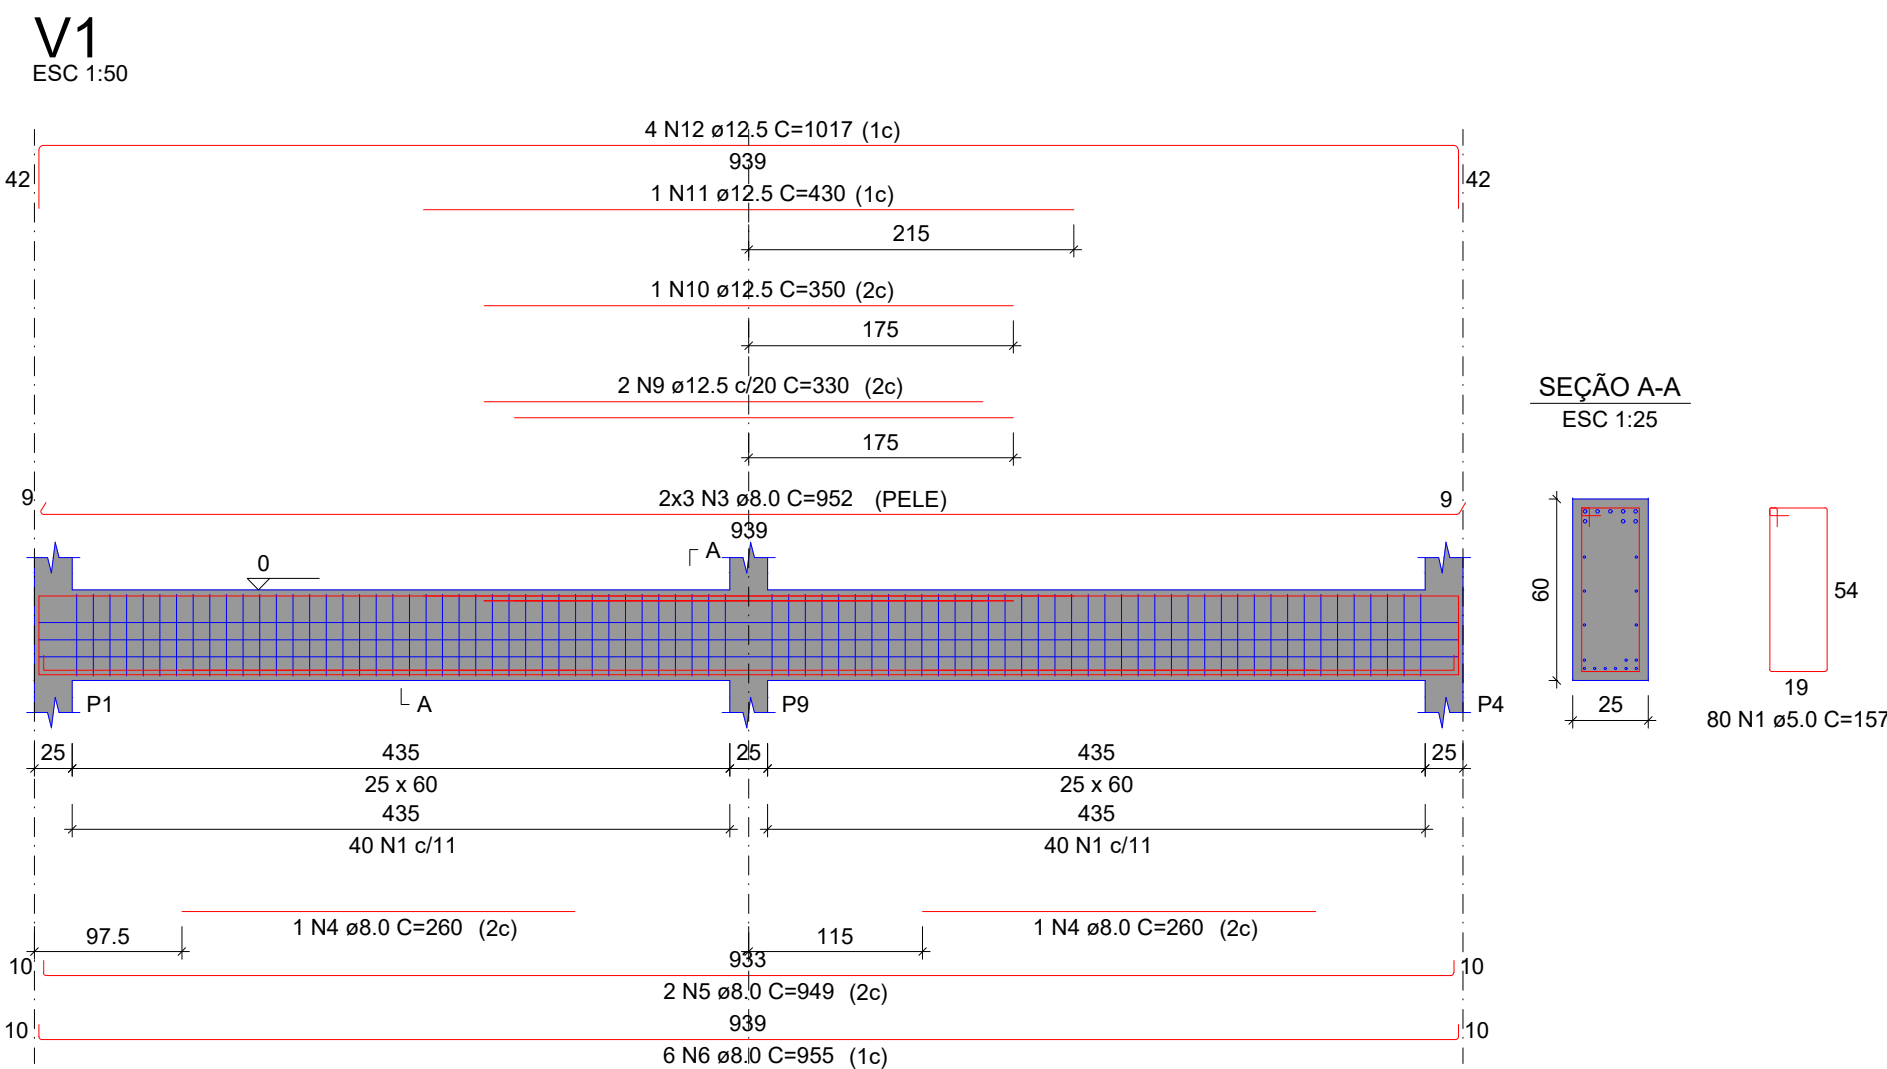 V1
ESC 1:50
4 N12 ø12.5 C=1017 (1c)
939
42
42
1 N11 ø12.5 C=430 (1c)
215
1 N10 ø12.5 C=350 (2c)
175
2 N9 ø12.5 c/20 C=330 (2c)
175
SEÇÃO A-A
ESC 1:25
9
2x3 N3 ø8.0 C=952 (PELE)
9
939
A
0
60
54
19
25
80 N1 ø5.0 C=157
P1
A
P9
P4
25
435
25
435
25
25 x 60
25 x 60
435
435
40 N1 c/11
40 N1 c/11
1 N4 ø8.0 C=260 (2c)
1 N4 ø8.0 C=260 (2c)
97.5
115
933
10
10
2 N5 ø8.0 C=949 (2c)
939
10
10
6 N6 ø8.0 C=955 (1c)